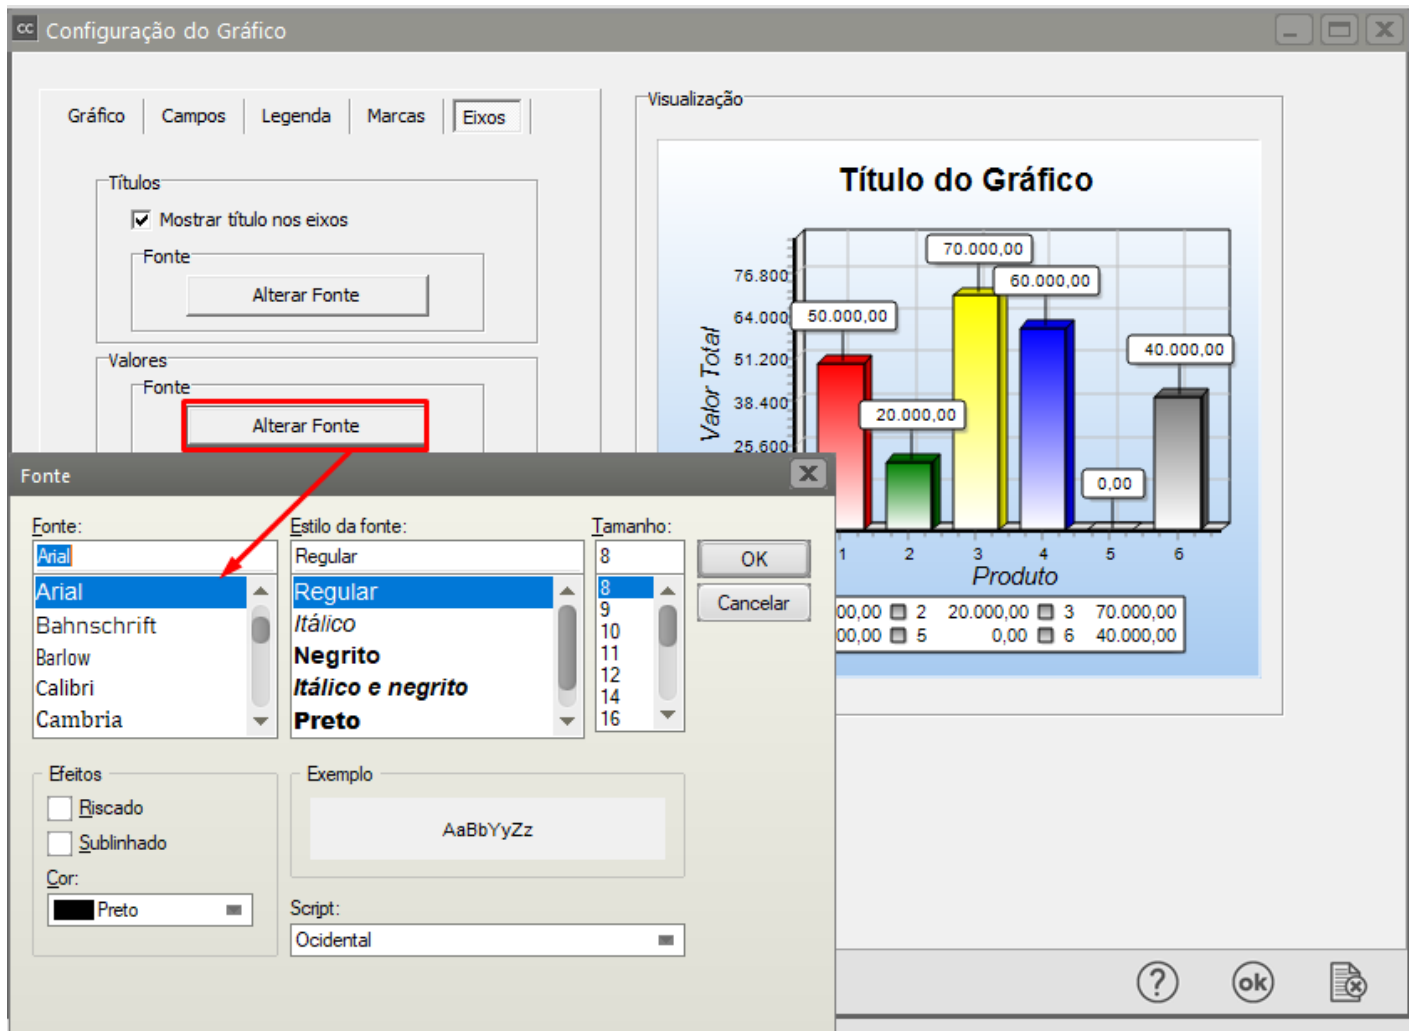 cc Configuração do Gráfico
Gráfico Campos Legenda Marcas Eixos
Títulos
Mostrar título nos eixos
Fonte
Alterar Fonte
Valores
Fonte
Alterar Fonte
Visualização
Título do Gráfico
Valor Total
76.800
64.000
51.200
38.400
25.600
50.000,00
20.000,00
70.000,00
60.000,00
0,00
40.000,00
1 2 3 4 5 6
Produto
00,00 2 20.000,00 3 70.000,00
00,00 5 0,00 6 40.000,00
Fonte
Fonte:
Arial
Arial
Bahnschrift
Barlow
Calibri
Cambria
Estilo da fonte:
Regular
Regular
Itálico
Negrito
Itálico e negrito
Preto
Tamanho:
8
8
9
10
11
12
14
16
OK
Cancelar
Efeitos
Riscado
Sublinhado
Cor:
Preto
Exemplo
AaBbYyZz
Script:
Ocidental
? ok